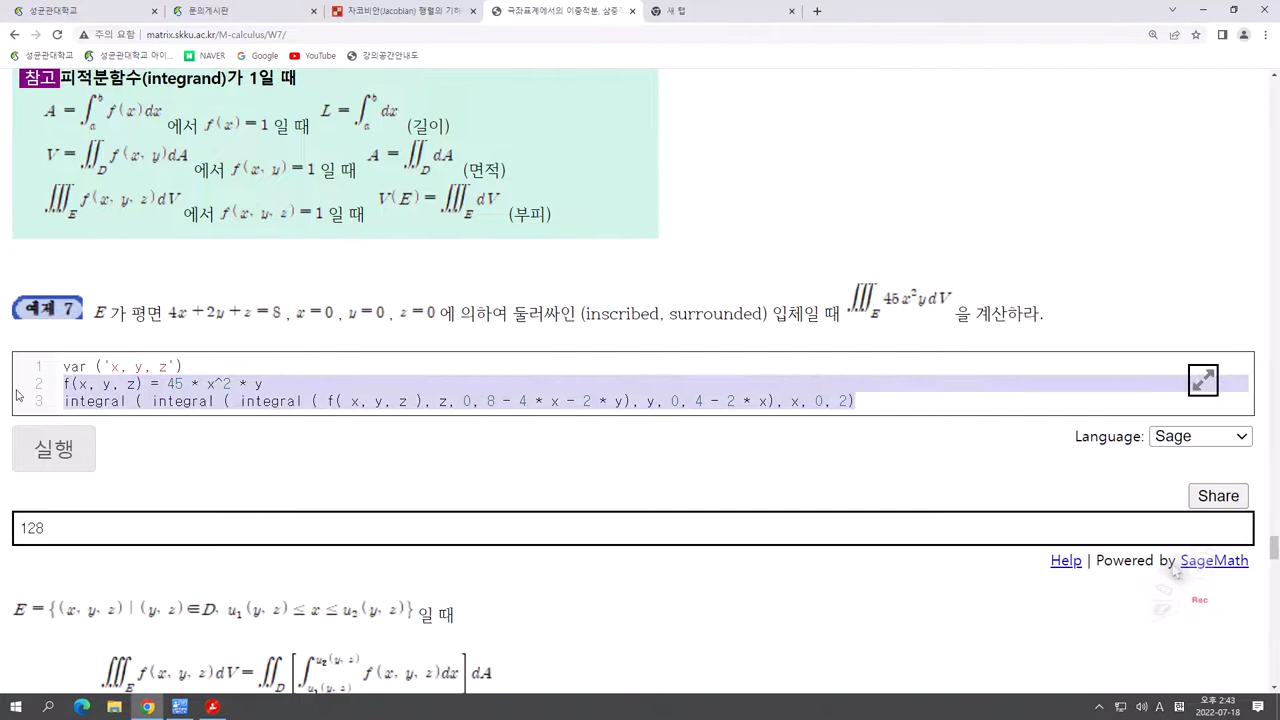 성균관대학교
문의게시판
자코비안(Jacobian) 행렬의 기하
극좌표계에서의 이중적분, 삼중
새 탭
주의 요함 matrix.skku.ac.kr/M-calculus/W7/
성균관대학교 성균관대학교 아이... NAVER Google YouTube 강의공간안내도
참고 피적분함수(integrand)가 1일 때
A = ∫_a^b f(x)dx 에서 f(x) = 1 일 때 L = ∫_a^b dx (길이)
V = ∬_D f(x, y)dA 에서 f(x, y) = 1 일 때 A = ∬_D dA (면적)
∭_E f(x, y, z)dV 에서 f(x, y, z) = 1 일 때 V(E) = ∭_E dV (부피)
예제 7 E 가 평면 4x+2y+z=8 , x=0 , y=0 , z=0 에 의하여 둘러싸인 (inscribed, surrounded) 입체일 때 ∭_E 45x²y dV 을 계산하라.
1 var ('x, y, z')
2 f(x, y, z) = 45 * x^2 * y
3 integral ( integral ( integral ( f( x, y, z ), z, 0, 8 - 4 * x - 2 * y), y, 0, 4 - 2 * x), x, 0, 2)
실행
Language: Sage
Share
128
Help | Powered by SageMath
Rec
E = {(x, y, z) | (y, z)∈D, u₁(y, z) ≤ x ≤ u₂(y, z)} 일 때
∭_E f(x, y, z)dV = ∬_D [∫_{u₁(y, z)}^{u₂(y, z)} f(x, y, z)dx] dA
A
오후 2:43
2022-07-18